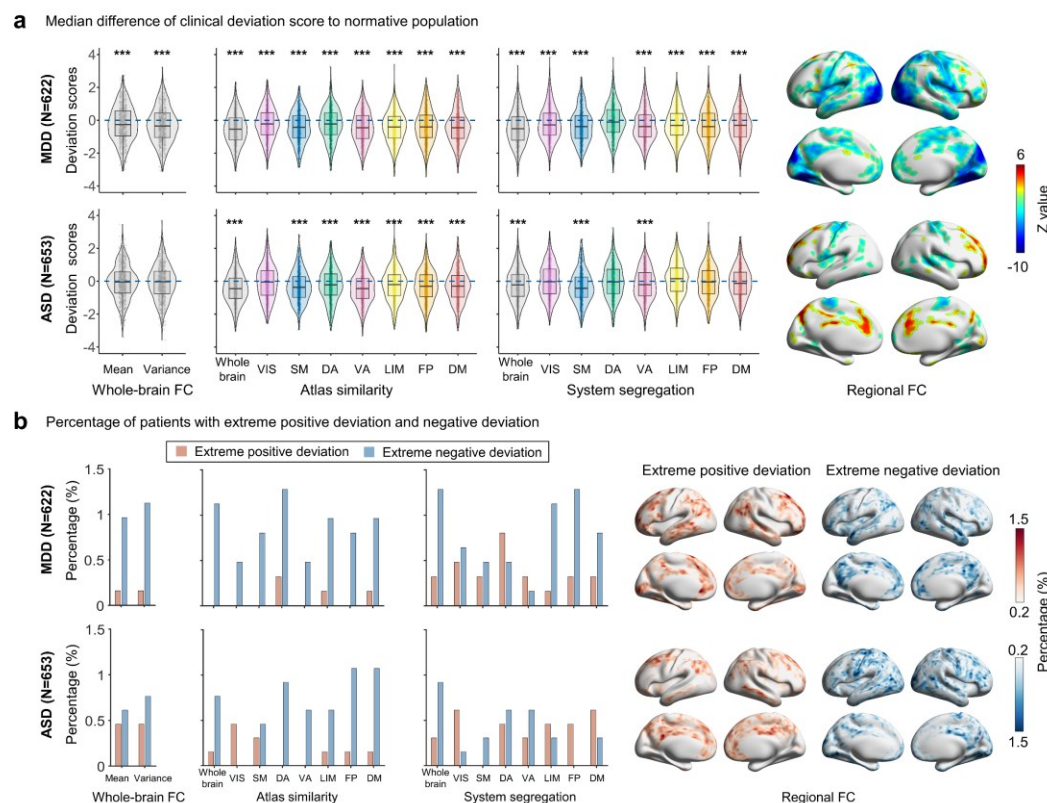 a Median difference of clinical deviation score to normative population
MDD (N=622)
Deviation scores
4
2
0
-2
-4
*** ***
*** *** *** *** *** *** *** ***
*** *** *** *** *** *** ***
ASD (N=653)
Deviation scores
4
2
0
-2
-4
*** *** *** *** *** *** ***
*** *** ***
6
Z value
-10
Mean Variance
Whole brain VIS SM DA VA LIM FP DM
Whole brain VIS SM DA VA LIM FP DM
Whole-brain FC
Atlas similarity
System segregation
Regional FC
b Percentage of patients with extreme positive deviation and negative deviation
Extreme positive deviation Extreme negative deviation
MDD (N=622)
Percentage (%)
1.5
1
0.5
0
Extreme positive deviation Extreme negative deviation
1.5
0.2
Percentage (%)
0.2
1.5
ASD (N=653)
Percentage (%)
1.5
1
0.5
0
Mean Variance
Whole brain VIS SM DA VA LIM FP DM
Whole brain VIS SM DA VA LIM FP DM
Whole-brain FC
Atlas similarity
System segregation
Regional FC